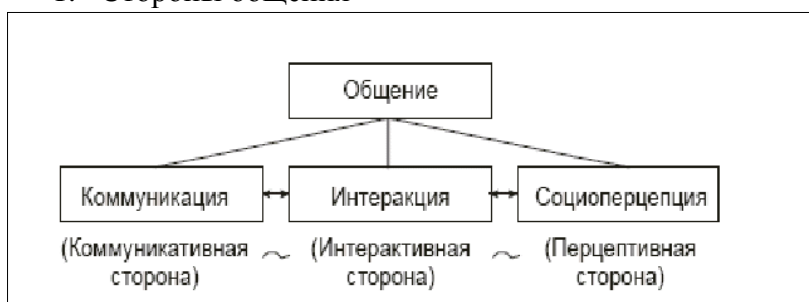 Общение
Коммуникация Интеракция Социоперцепция
(Коммуникативная ~ (Интерактивная ~ (Перцептивная
сторона) сторона) сторона)